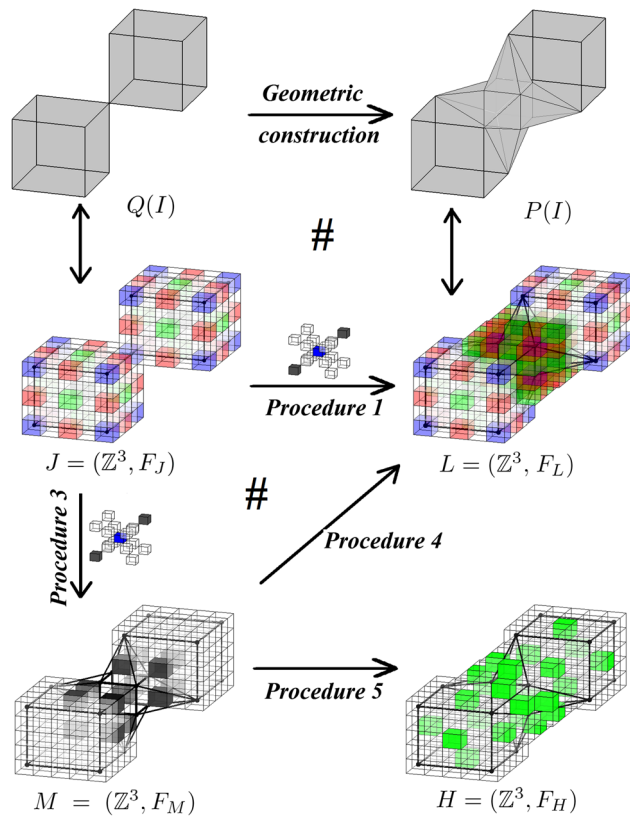 Geometric
construction
Q(I)
P(I)
#
Procedure 1
J = (ℤ³, F_J)
L = (ℤ³, F_L)
#
Procedure 3
Procedure 4
Procedure 5
M = (ℤ³, F_M)
H = (ℤ³, F_H)